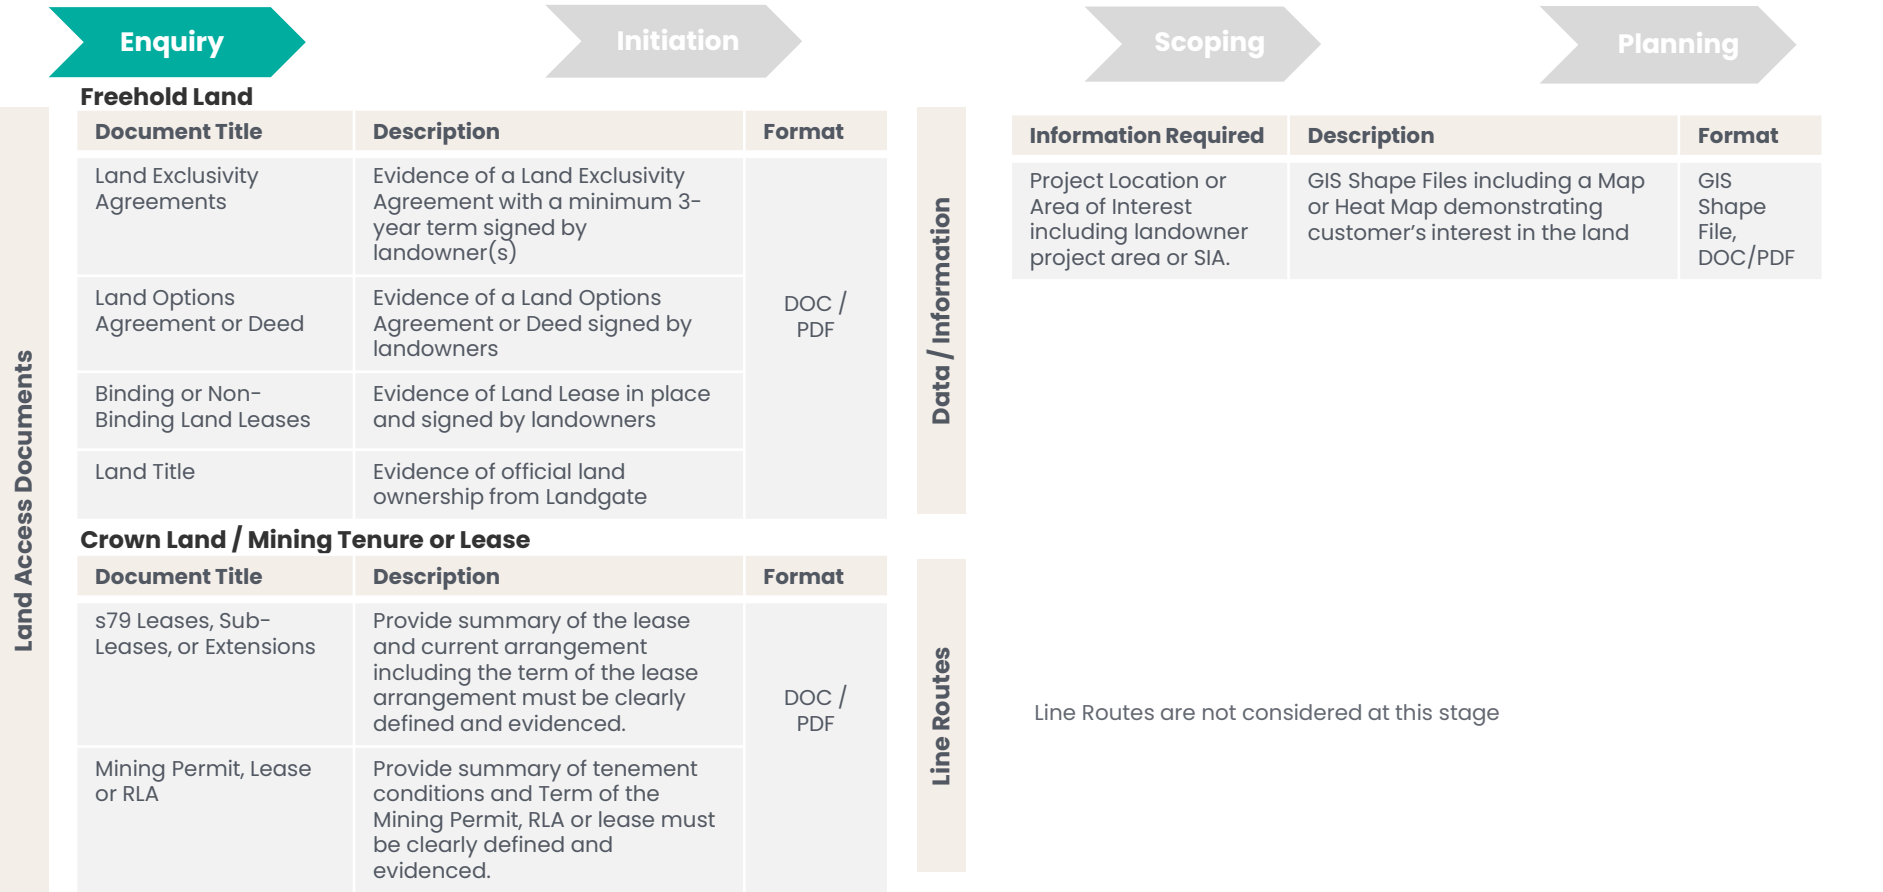 Enquiry
Initiation
Scoping
Planning
Land Access Documents
Freehold Land
Document Title
Description
Format
Land Exclusivity
Agreements
Evidence of a Land Exclusivity
Agreement with a minimum 3-
year term signed by
landowner(s)
DOC /
PDF
Land Options
Agreement or Deed
Evidence of a Land Options
Agreement or Deed signed by
landowners
Binding or Non-
Binding Land Leases
Evidence of Land Lease in place
and signed by landowners
Land Title
Evidence of official land
ownership from Landgate
Crown Land / Mining Tenure or Lease
Document Title
Description
Format
s79 Leases, Sub-
Leases, or Extensions
Provide summary of the lease
and current arrangement
including the term of the lease
arrangement must be clearly
defined and evidenced.
DOC /
PDF
Mining Permit, Lease
or RLA
Provide summary of tenement
conditions and Term of the
Mining Permit, RLA or lease must
be clearly defined and
evidenced.
Data / Information
Information Required
Description
Format
Project Location or
Area of Interest
including landowner
project area or SIA.
GIS Shape Files including a Map
or Heat Map demonstrating
customer's interest in the land
GIS
Shape
File,
DOC/PDF
Line Routes
Line Routes are not considered at this stage